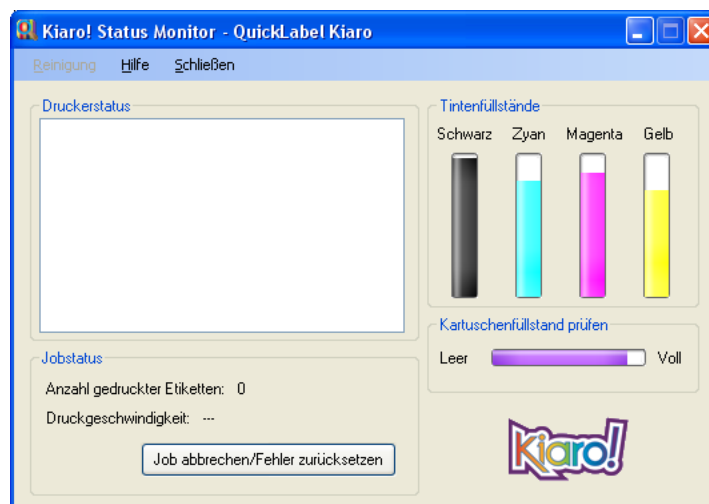 Kiaro! Status Monitor - QuickLabel Kiaro
Reinigung Hilfe Schließen
Druckerstatus
Tintenfüllstände
Schwarz Zyan Magenta Gelb
Kartuschenfüllstand prüfen
Leer Voll
Jobstatus
Anzahl gedruckter Etiketten: 0
Druckgeschwindigkeit: ---
Job abbrechen/Fehler zurücksetzen
Kiaro!